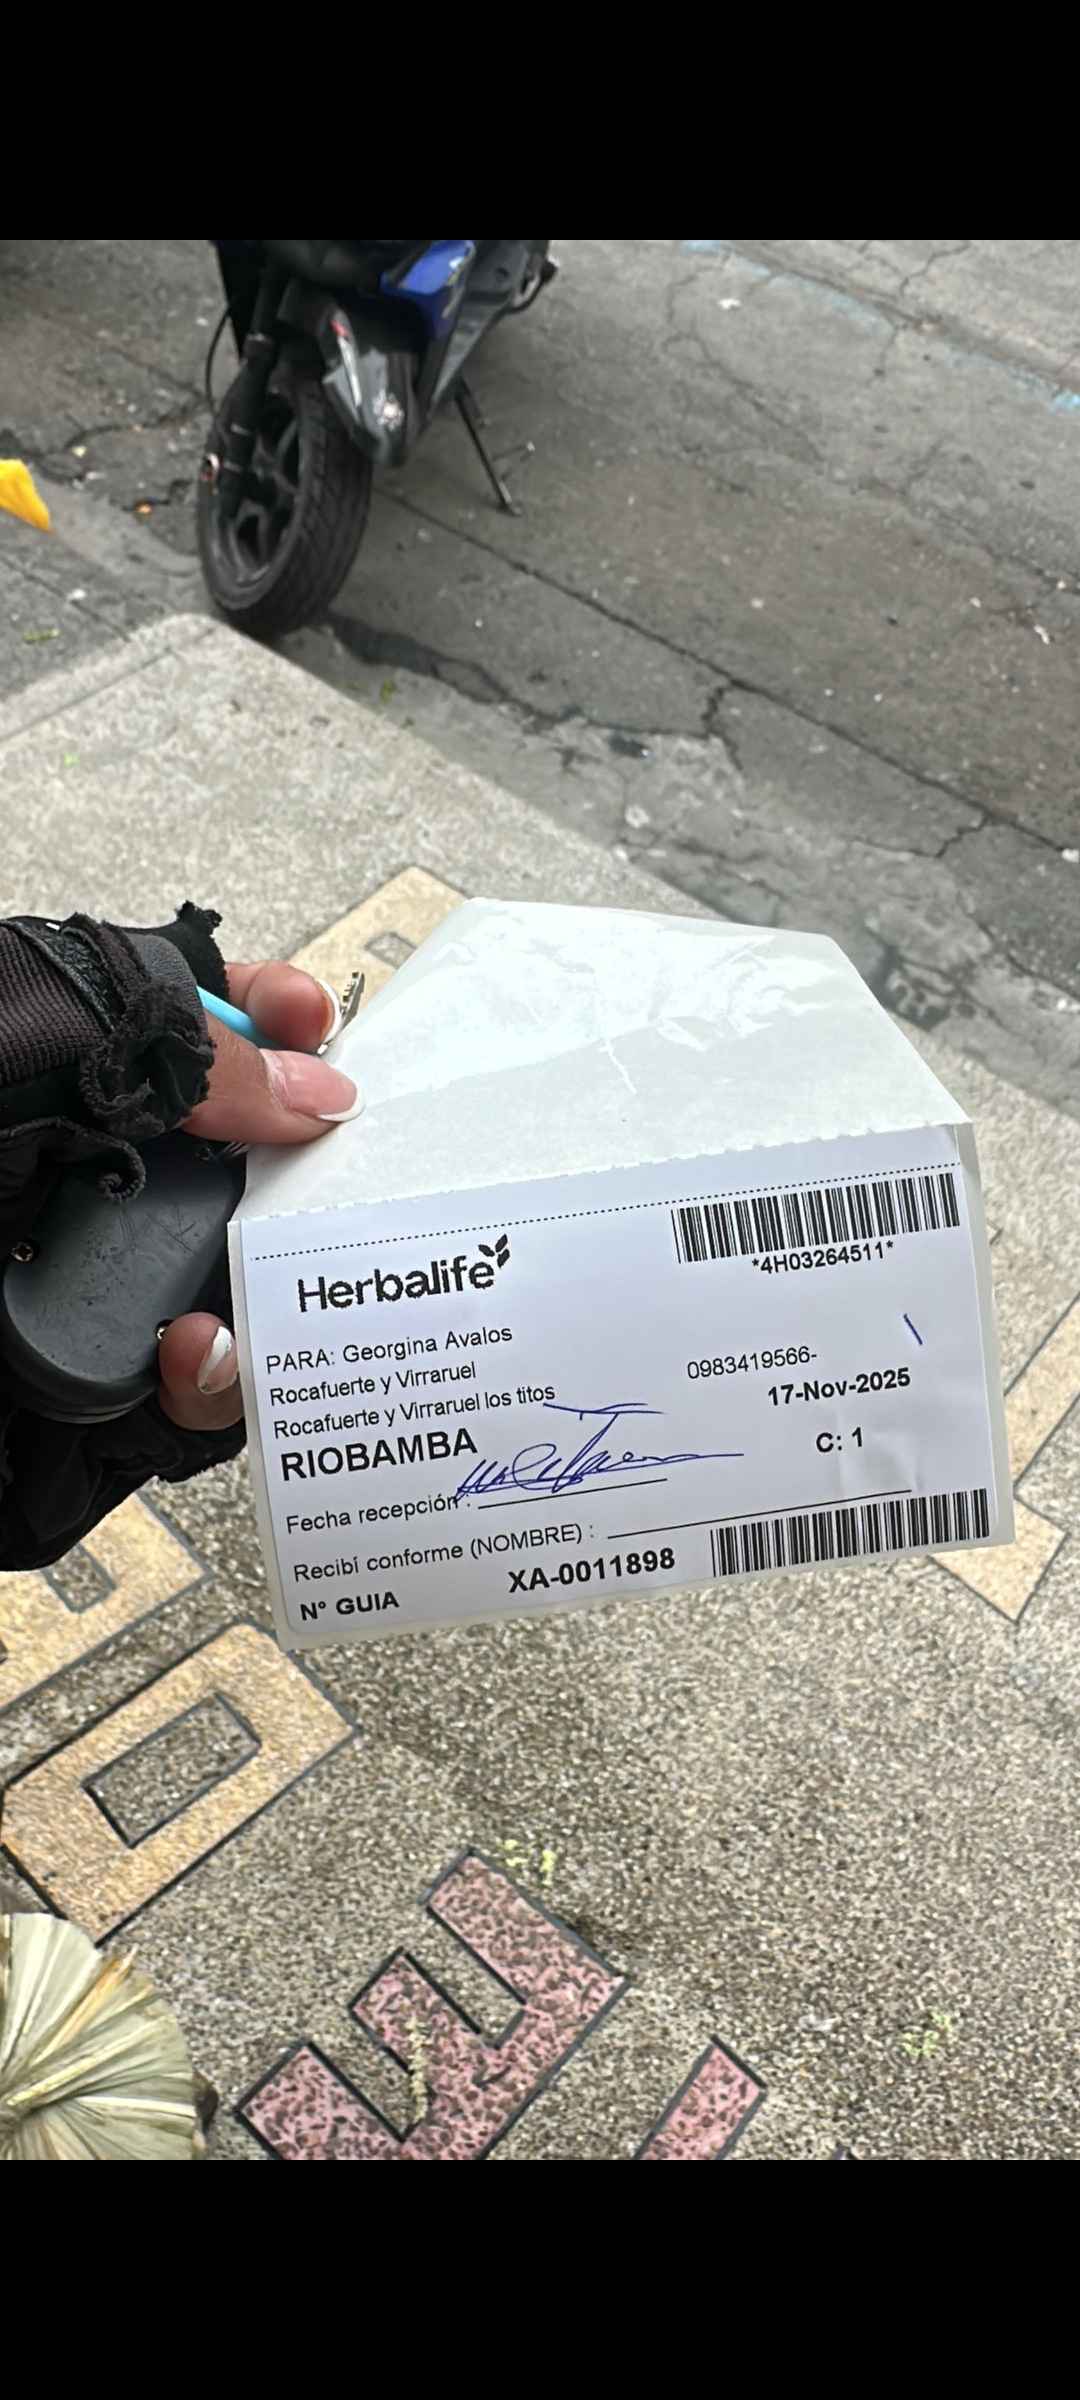 *4H03264511*
Herbalife
PARA: Georgina Avalos
Rocafuerte y Virraruel
0983419566-
Rocafuerte y Virraruel los titos
17-Nov-2025
RIOBAMBA
C: 1
Fecha recepción :
Recibí conforme (NOMBRE) :
N° GUIA XA-0011898